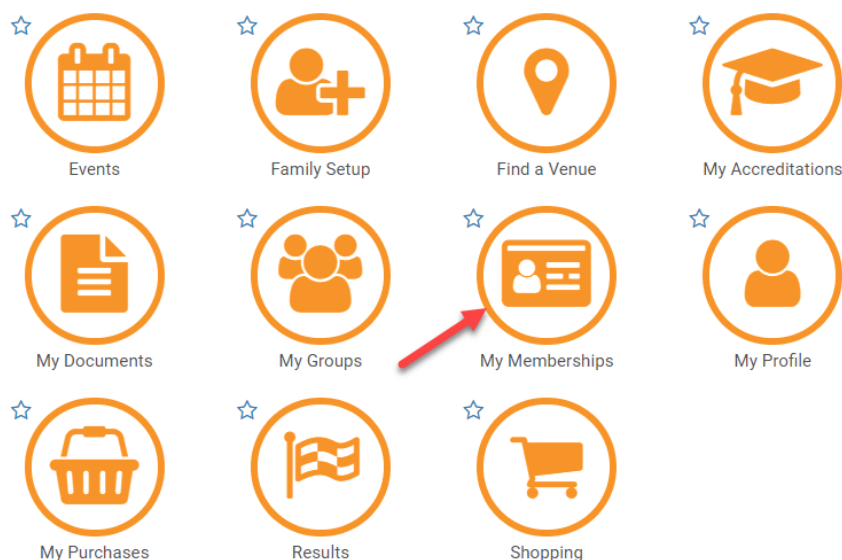 Events
Family Setup
Find a Venue
My Accreditations
My Documents
My Groups
My Memberships
My Profile
My Purchases
Results
Shopping